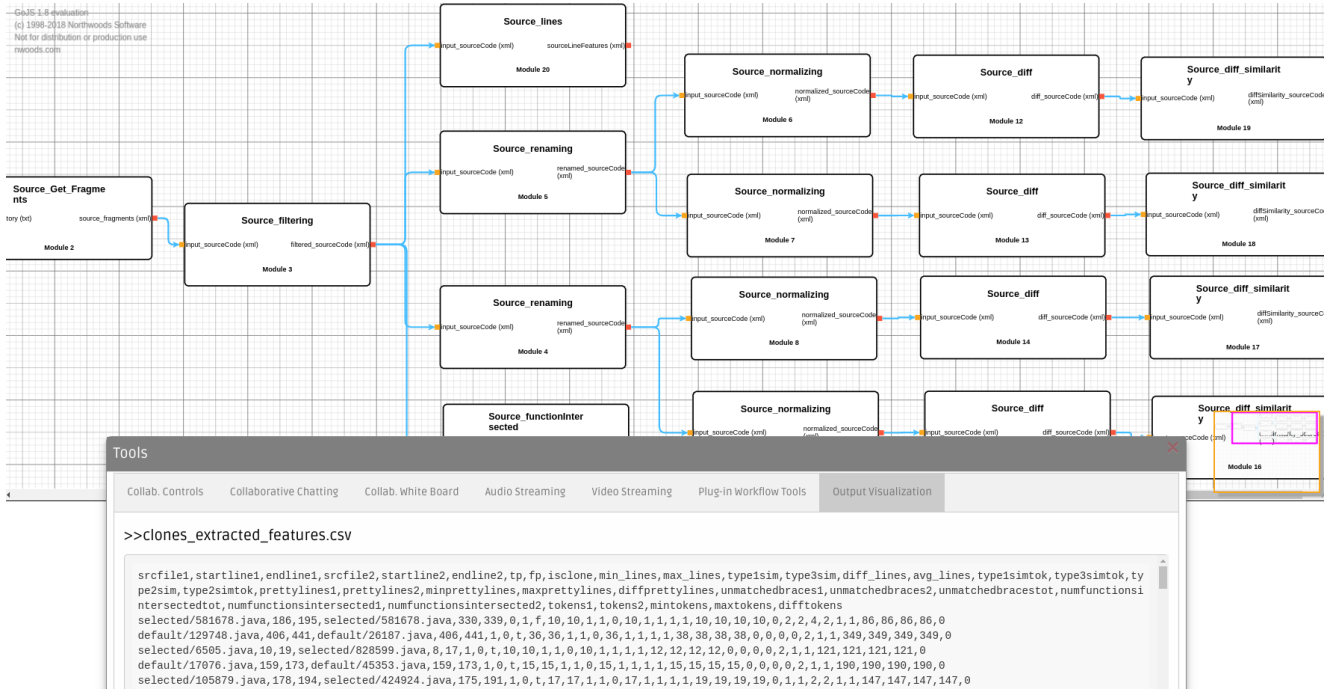 GoJS 1.8 evaluation
(c) 1998-2018 Northwoods Software
Not for distribution or production use
nwoods.com
Source_Get_Fragme
nts
tory (txt)
source_fragments (xml)
Module 2
Source_filtering
input_sourceCode (xml)
filtered_sourceCode (xml)
Module 3
Source_lines
input_sourceCode (xml)
sourceLineFeatures (xml)
Module 20
Source_renaming
input_sourceCode (xml)
renamed_sourceCode
(xml)
Module 5
Source_renaming
input_sourceCode (xml)
renamed_sourceCode
(xml)
Module 4
Source_functionInter
sected
Source_normalizing
input_sourceCode (xml)
normalized_sourceCode
(xml)
Module 6
Source_normalizing
input_sourceCode (xml)
normalized_sourceCode
(xml)
Module 7
Source_normalizing
input_sourceCode (xml)
normalized_sourceCode
(xml)
Module 8
Source_normalizing
input_sourceCode (xml)
normalized_sourceCode
Source_diff
input_sourceCode (xml)
diff_sourceCode (xml)
Module 12
Source_diff
input_sourceCode (xml)
diff_sourceCode (xml)
Module 13
Source_diff
input_sourceCode (xml)
diff_sourceCode (xml)
Module 14
Source_diff
input_sourceCode (xml)
diff_sourceCode (xml)
Source_diff_similarit
y
input_sourceCode (xml)
diffSimilarity_sourceCode
(xml)
Module 19
Source_diff_similarit
y
input_sourceCode (xml)
diffSimilarity_sourceCo
(xml)
Module 18
Source_diff_similarit
y
input_sourceCode (xml)
diffSimilarity_sourceC
(xml)
Module 17
Source_diff_similarit
y
Module 16
Tools
Collab. Controls
Collaborative Chatting
Collab. White Board
Audio Streaming
Video Streaming
Plug-in Workflow Tools
Output Visualization
>>clones_extracted_features.csv
srcfile1,startline1,endline1,srcfile2,startline2,endline2,tp,fp,isclone,min_lines,max_lines,type1sim,type3sim,diff_lines,avg_lines,type1simtok,type3simtok,ty
pe2sim,type2simtok,prettylines1,prettylines2,minprettylines,maxprettylines,diffprettylines,unmatchedbraces1,unmatchedbraces2,unmatchedbracestot,numfunctionsi
ntersectedtot,numfunctionsintersected1,numfunctionsintersected2,tokens1,tokens2,mintokens,maxtokens,difftokens
selected/581678.java,186,195,selected/581678.java,330,339,0,1,f,10,10,1,1,0,10,1,1,1,1,10,10,10,10,0,2,2,4,2,1,1,86,86,86,86,0
default/129748.java,406,441,default/26187.java,406,441,1,0,t,36,36,1,1,0,36,1,1,1,1,38,38,38,38,0,0,0,0,2,1,1,349,349,349,349,0
selected/6505.java,10,19,selected/828599.java,8,17,1,0,t,10,10,1,1,0,10,1,1,1,1,12,12,12,12,0,0,0,0,2,1,1,121,121,121,121,0
default/17076.java,159,173,default/45353.java,159,173,1,0,t,15,15,1,1,0,15,1,1,1,1,15,15,15,15,0,0,0,0,2,1,1,190,190,190,190,0
selected/105879.java,178,194,selected/424924.java,175,191,1,0,t,17,17,1,1,0,17,1,1,1,1,19,19,19,19,0,1,1,2,2,1,1,147,147,147,147,0